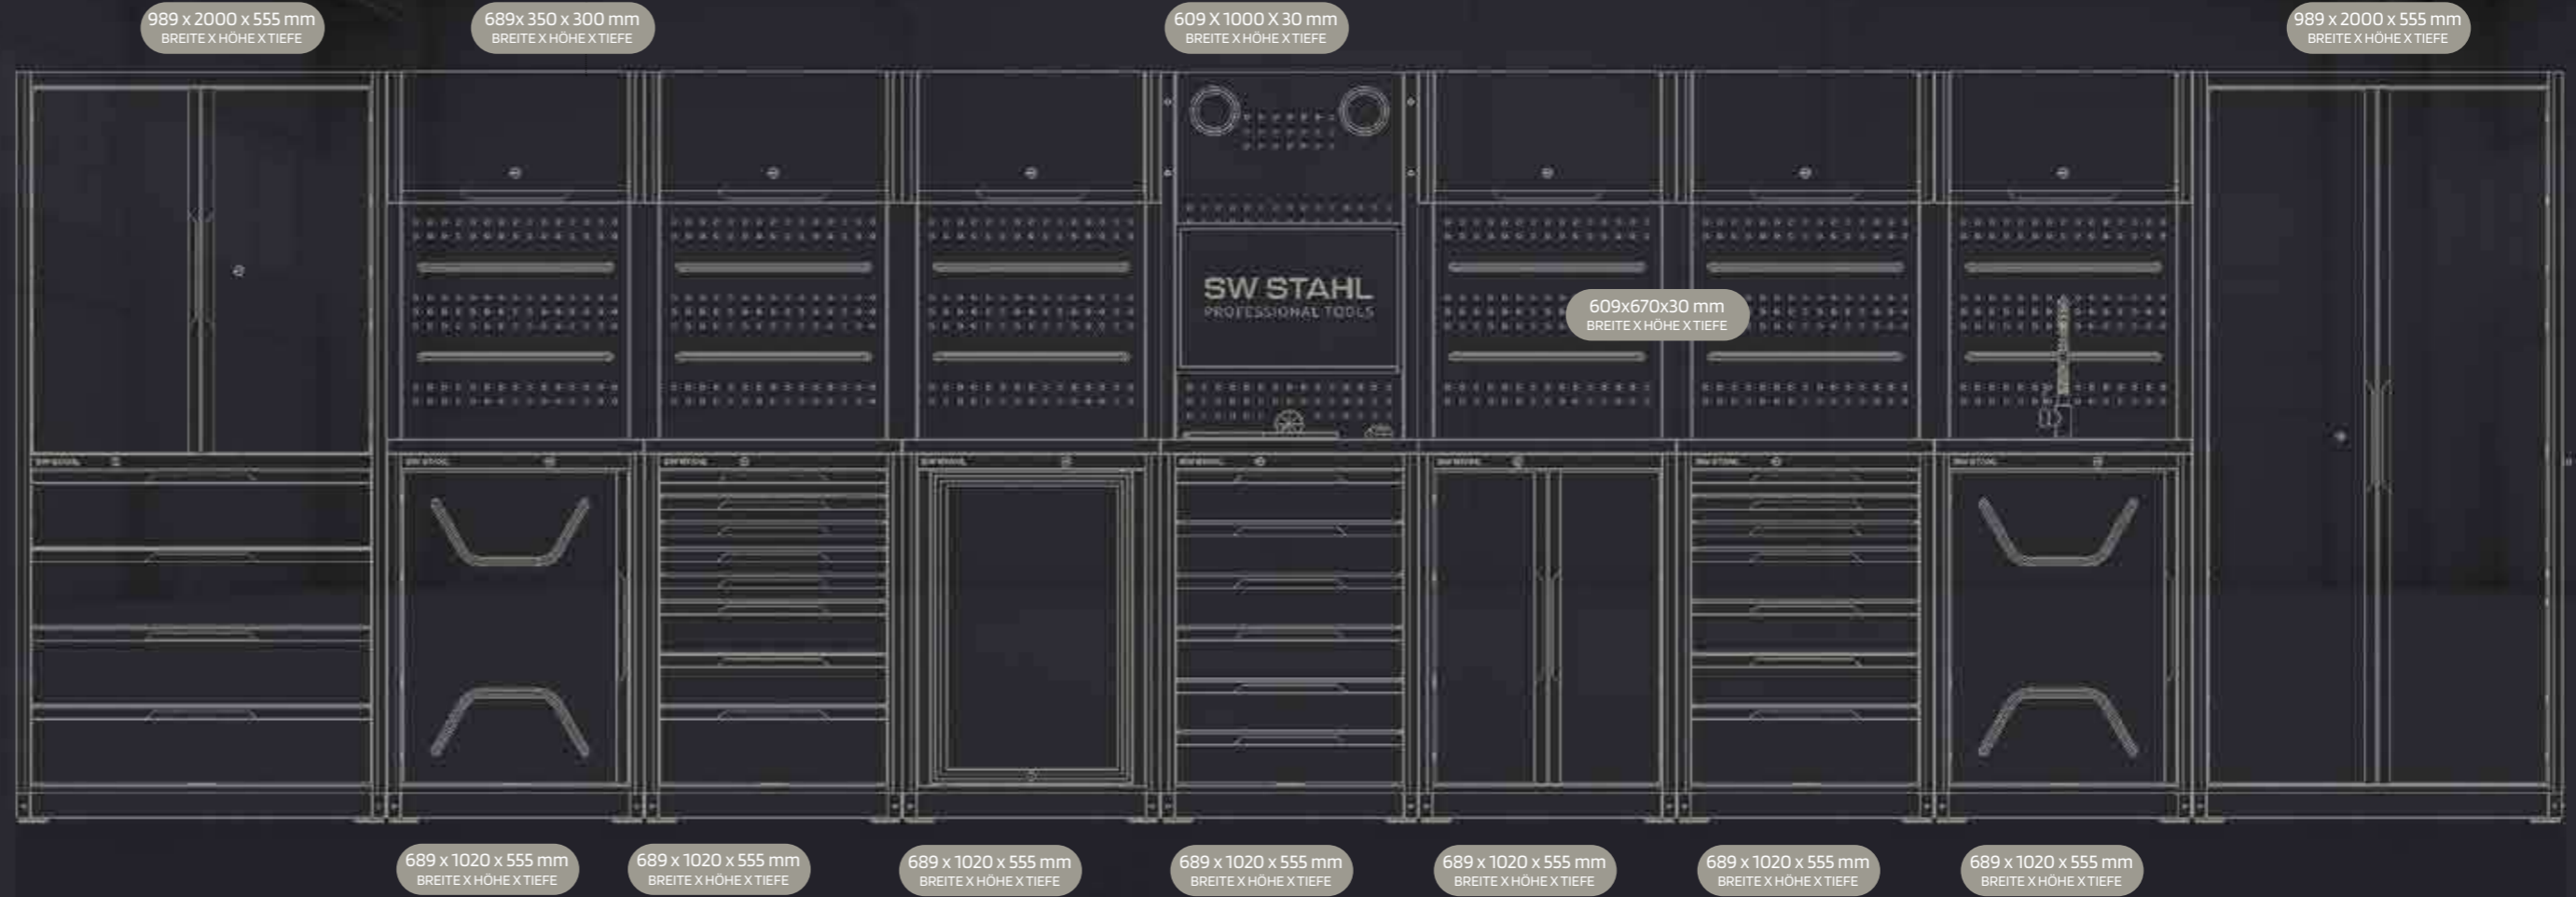 989 x 2000 x 555 mm
BREITE X HÖHE X TIEFE
689x 350 x 300 mm
BREITE X HÖHE X TIEFE
609 X 1000 X 30 mm
BREITE X HÖHE X TIEFE
989 x 2000 x 555 mm
BREITE X HÖHE X TIEFE
SW STAHL
PROFESSIONAL TOOLS
609x670x30 mm
BREITE X HÖHE X TIEFE
689 x 1020 x 555 mm
BREITE X HÖHE X TIEFE
689 x 1020 x 555 mm
BREITE X HÖHE X TIEFE
689 x 1020 x 555 mm
BREITE X HÖHE X TIEFE
689 x 1020 x 555 mm
BREITE X HÖHE X TIEFE
689 x 1020 x 555 mm
BREITE X HÖHE X TIEFE
689 x 1020 x 555 mm
BREITE X HÖHE X TIEFE
689 x 1020 x 555 mm
BREITE X HÖHE X TIEFE